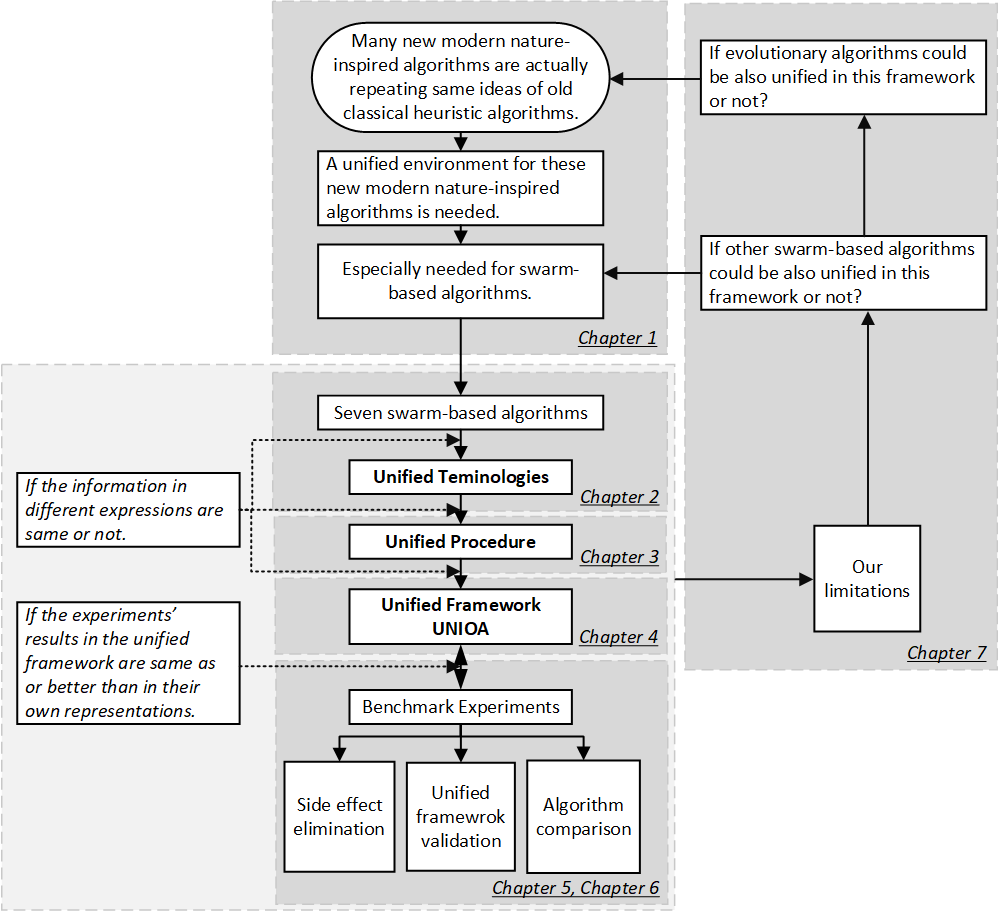 Many new modern nature-
inspired algorithms are actually
repeating same ideas of old
classical heuristic algorithms.
A unified environment for these
new modern nature-inspired
algorithms is needed.
Especially needed for swarm-
based algorithms.
Chapter 1
If evolutionary algorithms could
be also unified in this framework
or not?
If other swarm-based algorithms
could be also unified in this
framework or not?
Our
limitations
Chapter 7
Seven swarm-based algorithms
Unified Teminologies
Chapter 2
If the information in
different expressions are
same or not.
Unified Procedure
Chapter 3
Unified Framework
UNIOA
Chapter 4
If the experiments’
results in the unified
framework are same as
or better than in their
own representations.
Benchmark Experiments
Side effect
elimination
Unified
framewrok
validation
Algorithm
comparison
Chapter 5, Chapter 6